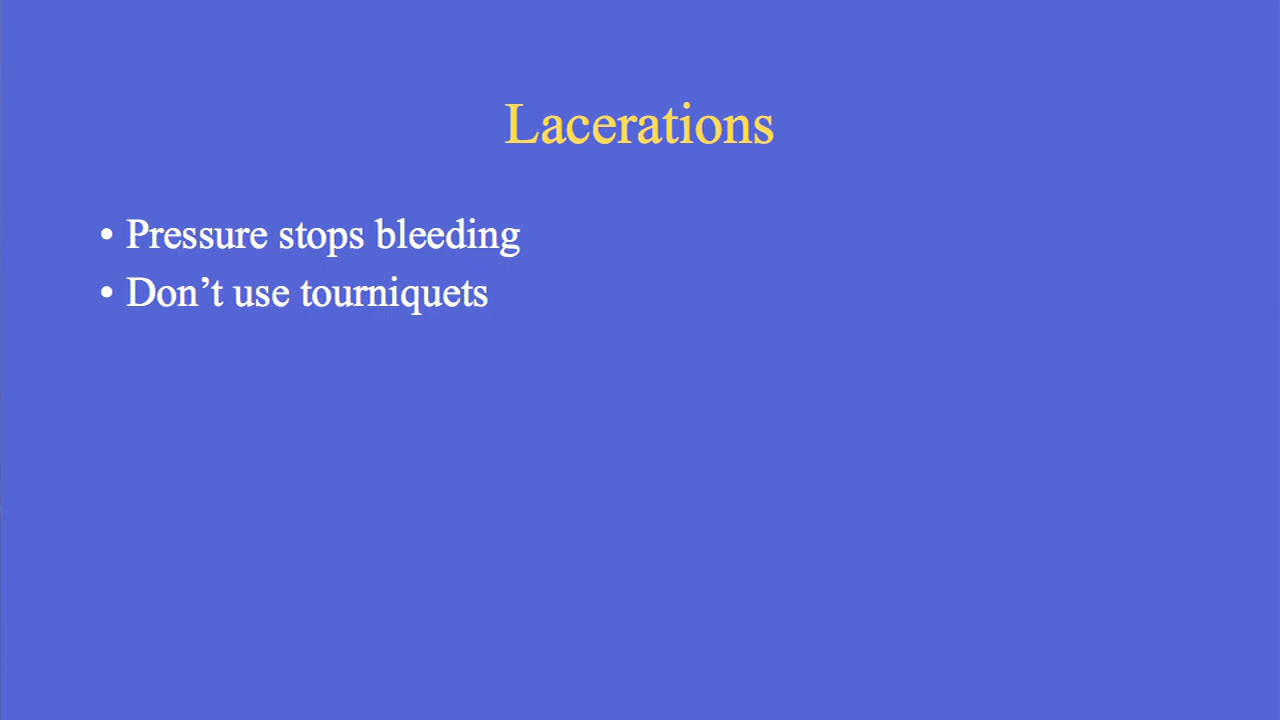 Lacerations
• Pressure stops bleeding
• Don’t use tourniquets